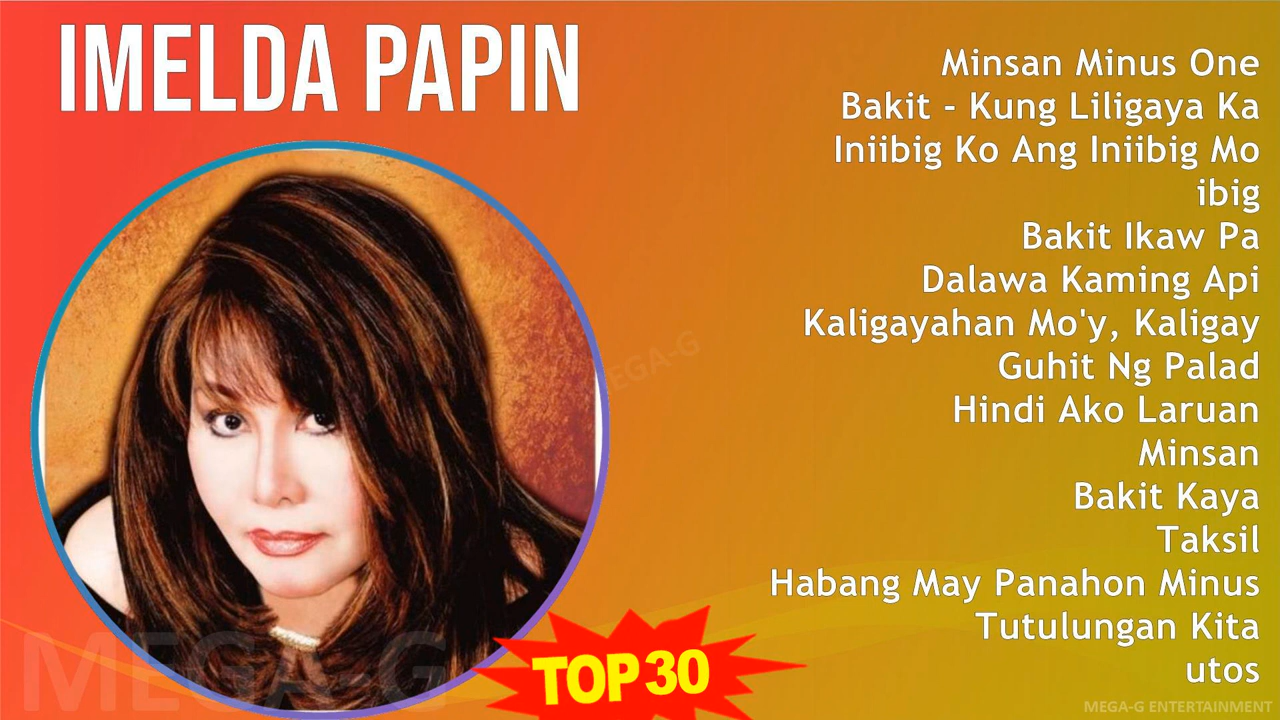 IMELDA PAPIN
Minsan Minus One
Bakit - Kung Liligaya Ka
Iniibig Ko Ang Iniibig Mo
ibig
Bakit Ikaw Pa
Dalawa Kaming Api
Kaligayahan Mo'y, Kaligay
Guhit Ng Palad
Hindi Ako Laruan
Minsan
Bakit Kaya
Taksil
Habang May Panahon Minus
Tutulungan Kita
utos
MEGA-G
MEGA-G
TOP 30
MEGA-G ENTERTAINMENT